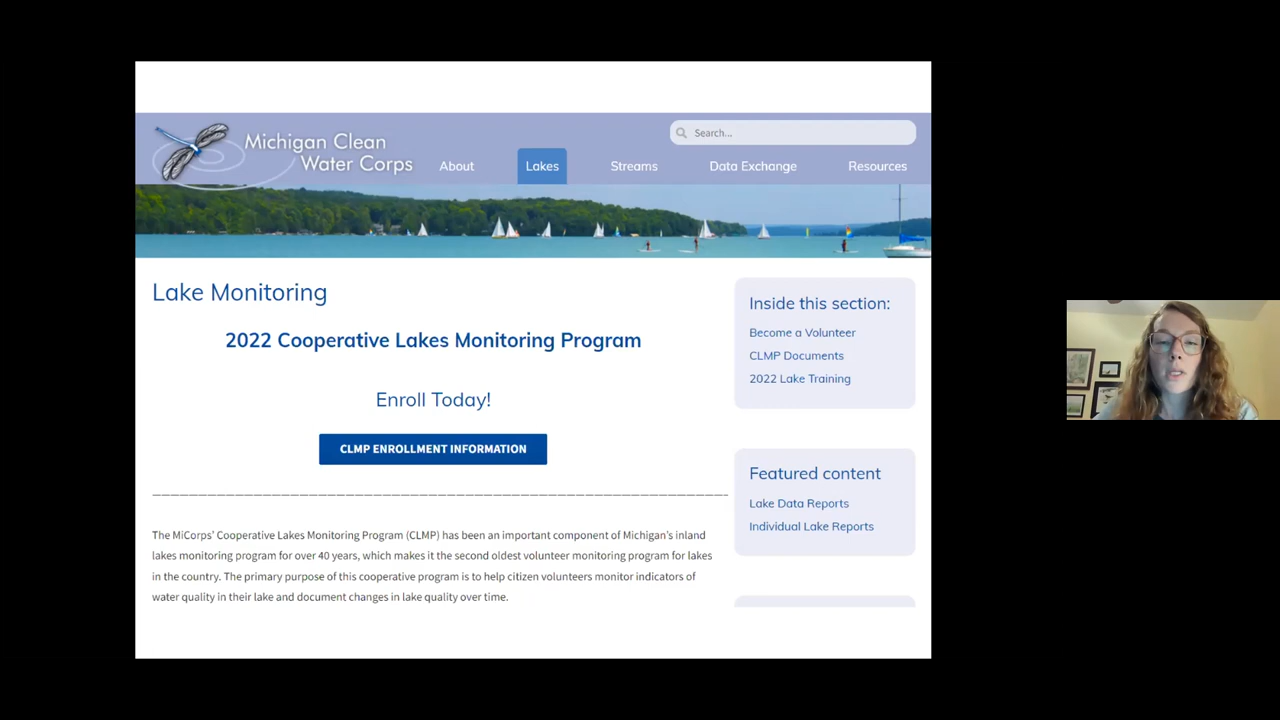 Michigan Clean
Water Corps
Search...
About
Lakes
Streams
Data Exchange
Resources
Lake Monitoring
2022 Cooperative Lakes Monitoring Program
Enroll Today!
CLMP ENROLLMENT INFORMATION
The MiCorps' Cooperative Lakes Monitoring Program (CLMP) has been an important component of Michigan's inland
lakes monitoring program for over 40 years, which makes it the second oldest volunteer monitoring program for lakes
in the country. The primary purpose of this cooperative program is to help citizen volunteers monitor indicators of
water quality in their lake and document changes in lake quality over time.
Inside this section:
Become a Volunteer
CLMP Documents
2022 Lake Training
Featured content
Lake Data Reports
Individual Lake Reports